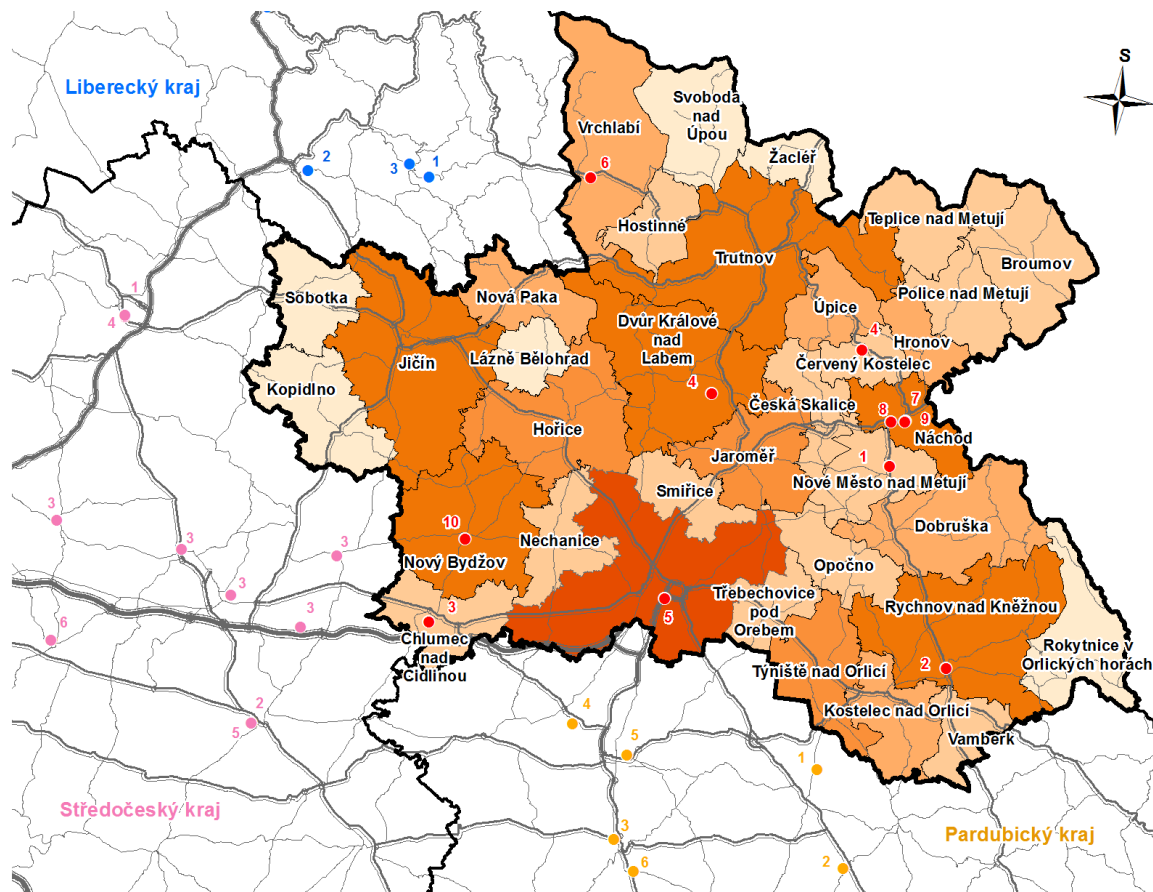 S
Liberecký kraj
Svoboda
nad
Úpou
Vrchlabí
Žacléř
2
3
1
6
Hostinné
Teplice nad Metují
Trutnov
Broumov
1
4
Sobotka
Nová Paka
Police nad Metují
Úpice
Dvůr Králové
nad
Labem
4
Hronov
Jičín
Lázně Bělohrad
Červený Kostelec
Kopidlno
4
Česká Skalice
7
8
9
Hořice
Náchod
Jaroměř
1
Nové Město nad Metují
Smiřice
3
10
Dobruška
3
3
Nechanice
Nový Bydžov
Opočno
3
Třebechovice
pod
Orebem
Rychnov nad Kněžnou
3
3
5
6
Chlumec
nad
Cidlinou
Rokytnice v
Orlických horách
2
Týniště nad Orlicí
4
2
5
Kostelec nad Orlicí
5
Vamberk
1
Středočeský kraj
3
Pardubický kraj
6
2